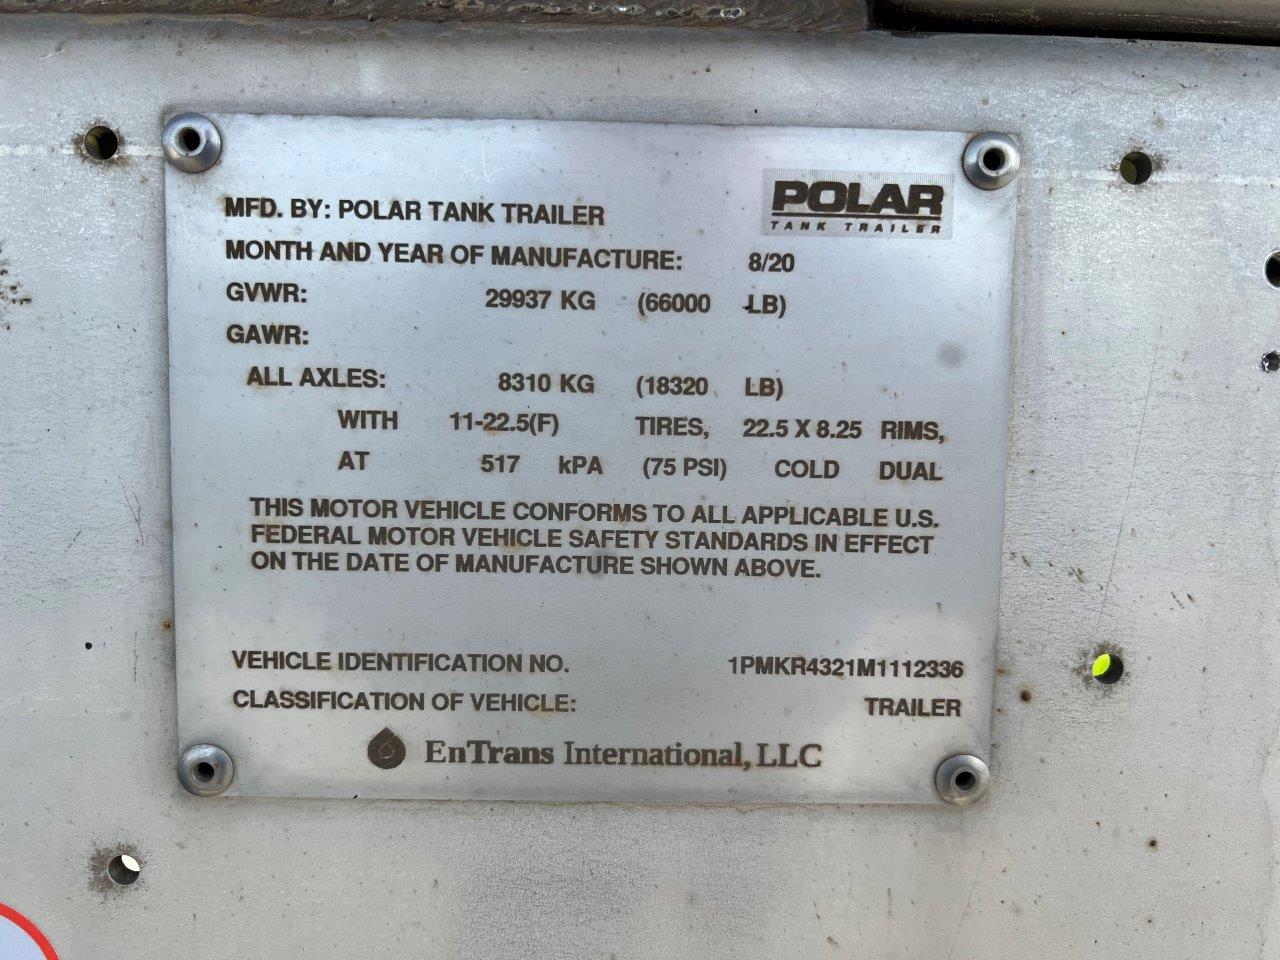 POLAR
TANK TRAILER
MFD. BY: POLAR TANK TRAILER
MONTH AND YEAR OF MANUFACTURE: 8/20
GVWR: 29937 KG (66000 LB)
GAWR:
ALL AXLES: 8310 KG (18320 LB)
WITH 11-22.5(F) TIRES, 22.5 X 8.25 RIMS,
AT 517 kPA (75 PSI) COLD DUAL
THIS MOTOR VEHICLE CONFORMS TO ALL APPLICABLE U.S.
FEDERAL MOTOR VEHICLE SAFETY STANDARDS IN EFFECT
ON THE DATE OF MANUFACTURE SHOWN ABOVE.
VEHICLE IDENTIFICATION NO. 1PMKR4321M1112336
CLASSIFICATION OF VEHICLE: TRAILER
EnTrans International, LLC